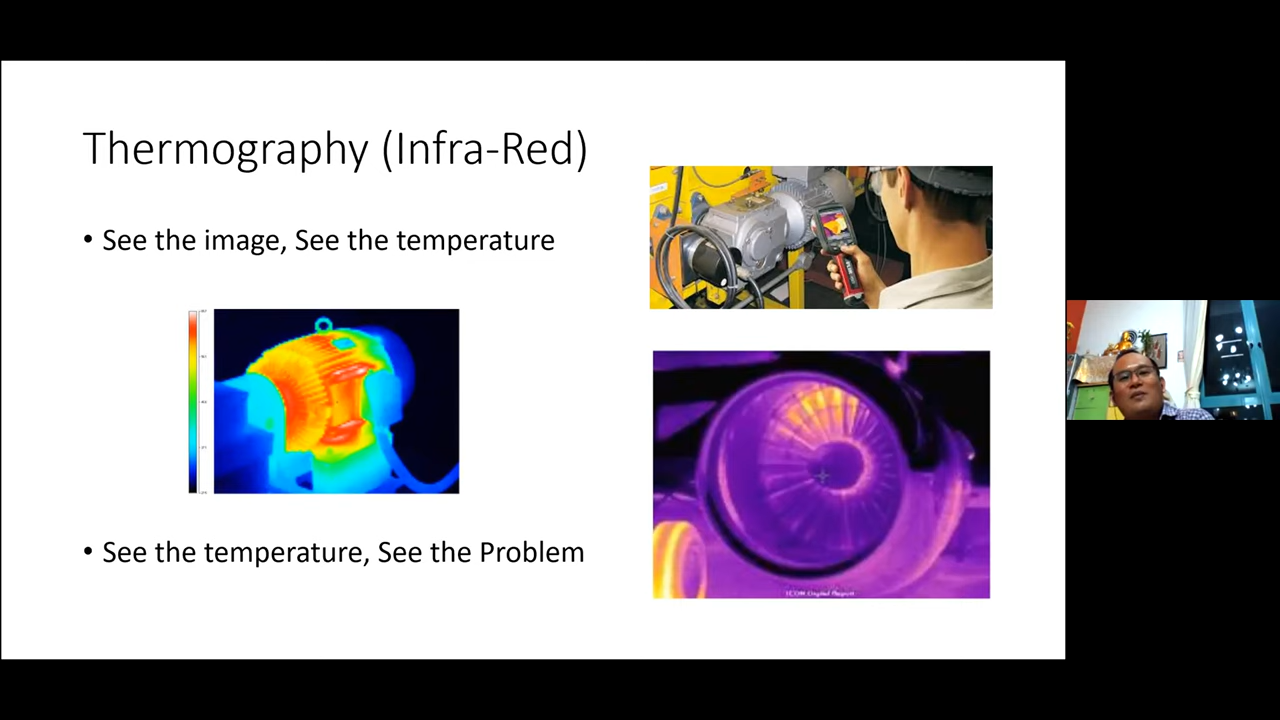 Thermography (Infra-Red)
• See the image, See the temperature
• See the temperature, See the Problem